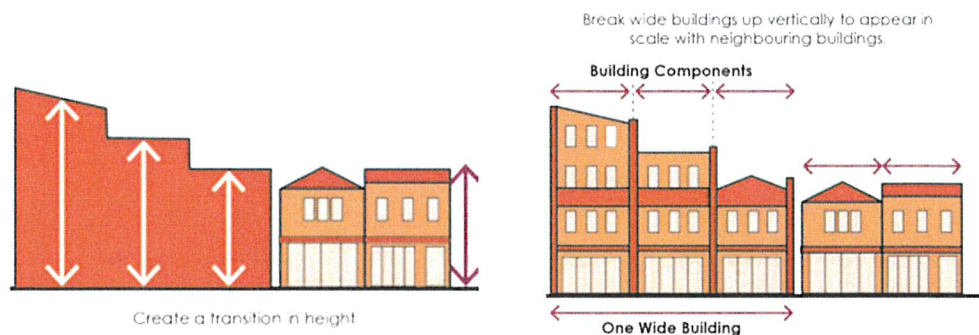 Break wide buildings up vertically to appear in
scale with neighbouring buildings.
Building Components
Create a transition in height
One Wide Building